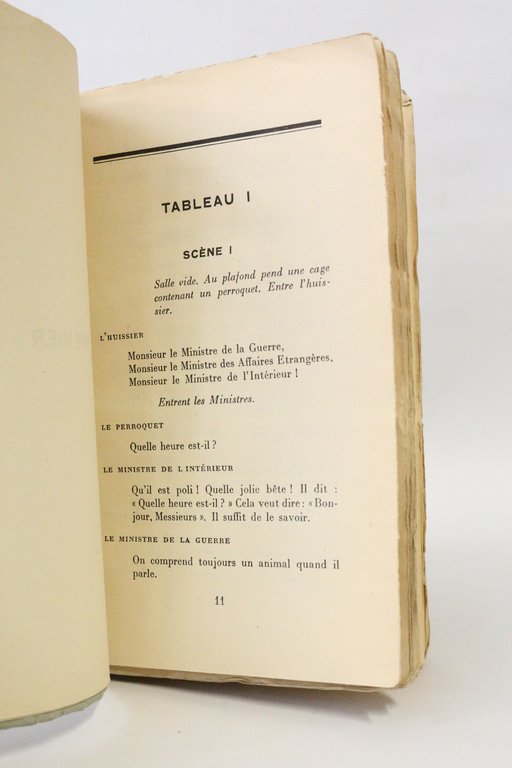 TABLEAU I
SCÈNE I
Salle vide. Au plafond pend une cage
contenant un perroquet. Entre l'huis-
sier.
L'HUISSIER
Monsieur le Ministre de la Guerre,
Monsieur le Ministre des Affaires Etrangères,
Monsieur le Ministre de l'Intérieur !
Entrent les Ministres.
LE PERROQUET
Quelle heure est-il ?
LE MINISTRE DE L'INTÉRIEUR
Qu'il est poli ! Quelle jolie bête ! Il dit :
« Quelle heure est-il ? » Cela veut dire : « Bon-
jour, Messieurs ». Il suffit de le savoir.
LE MINISTRE DE LA GUERRE
On comprend toujours un animal quand il
parle.
11